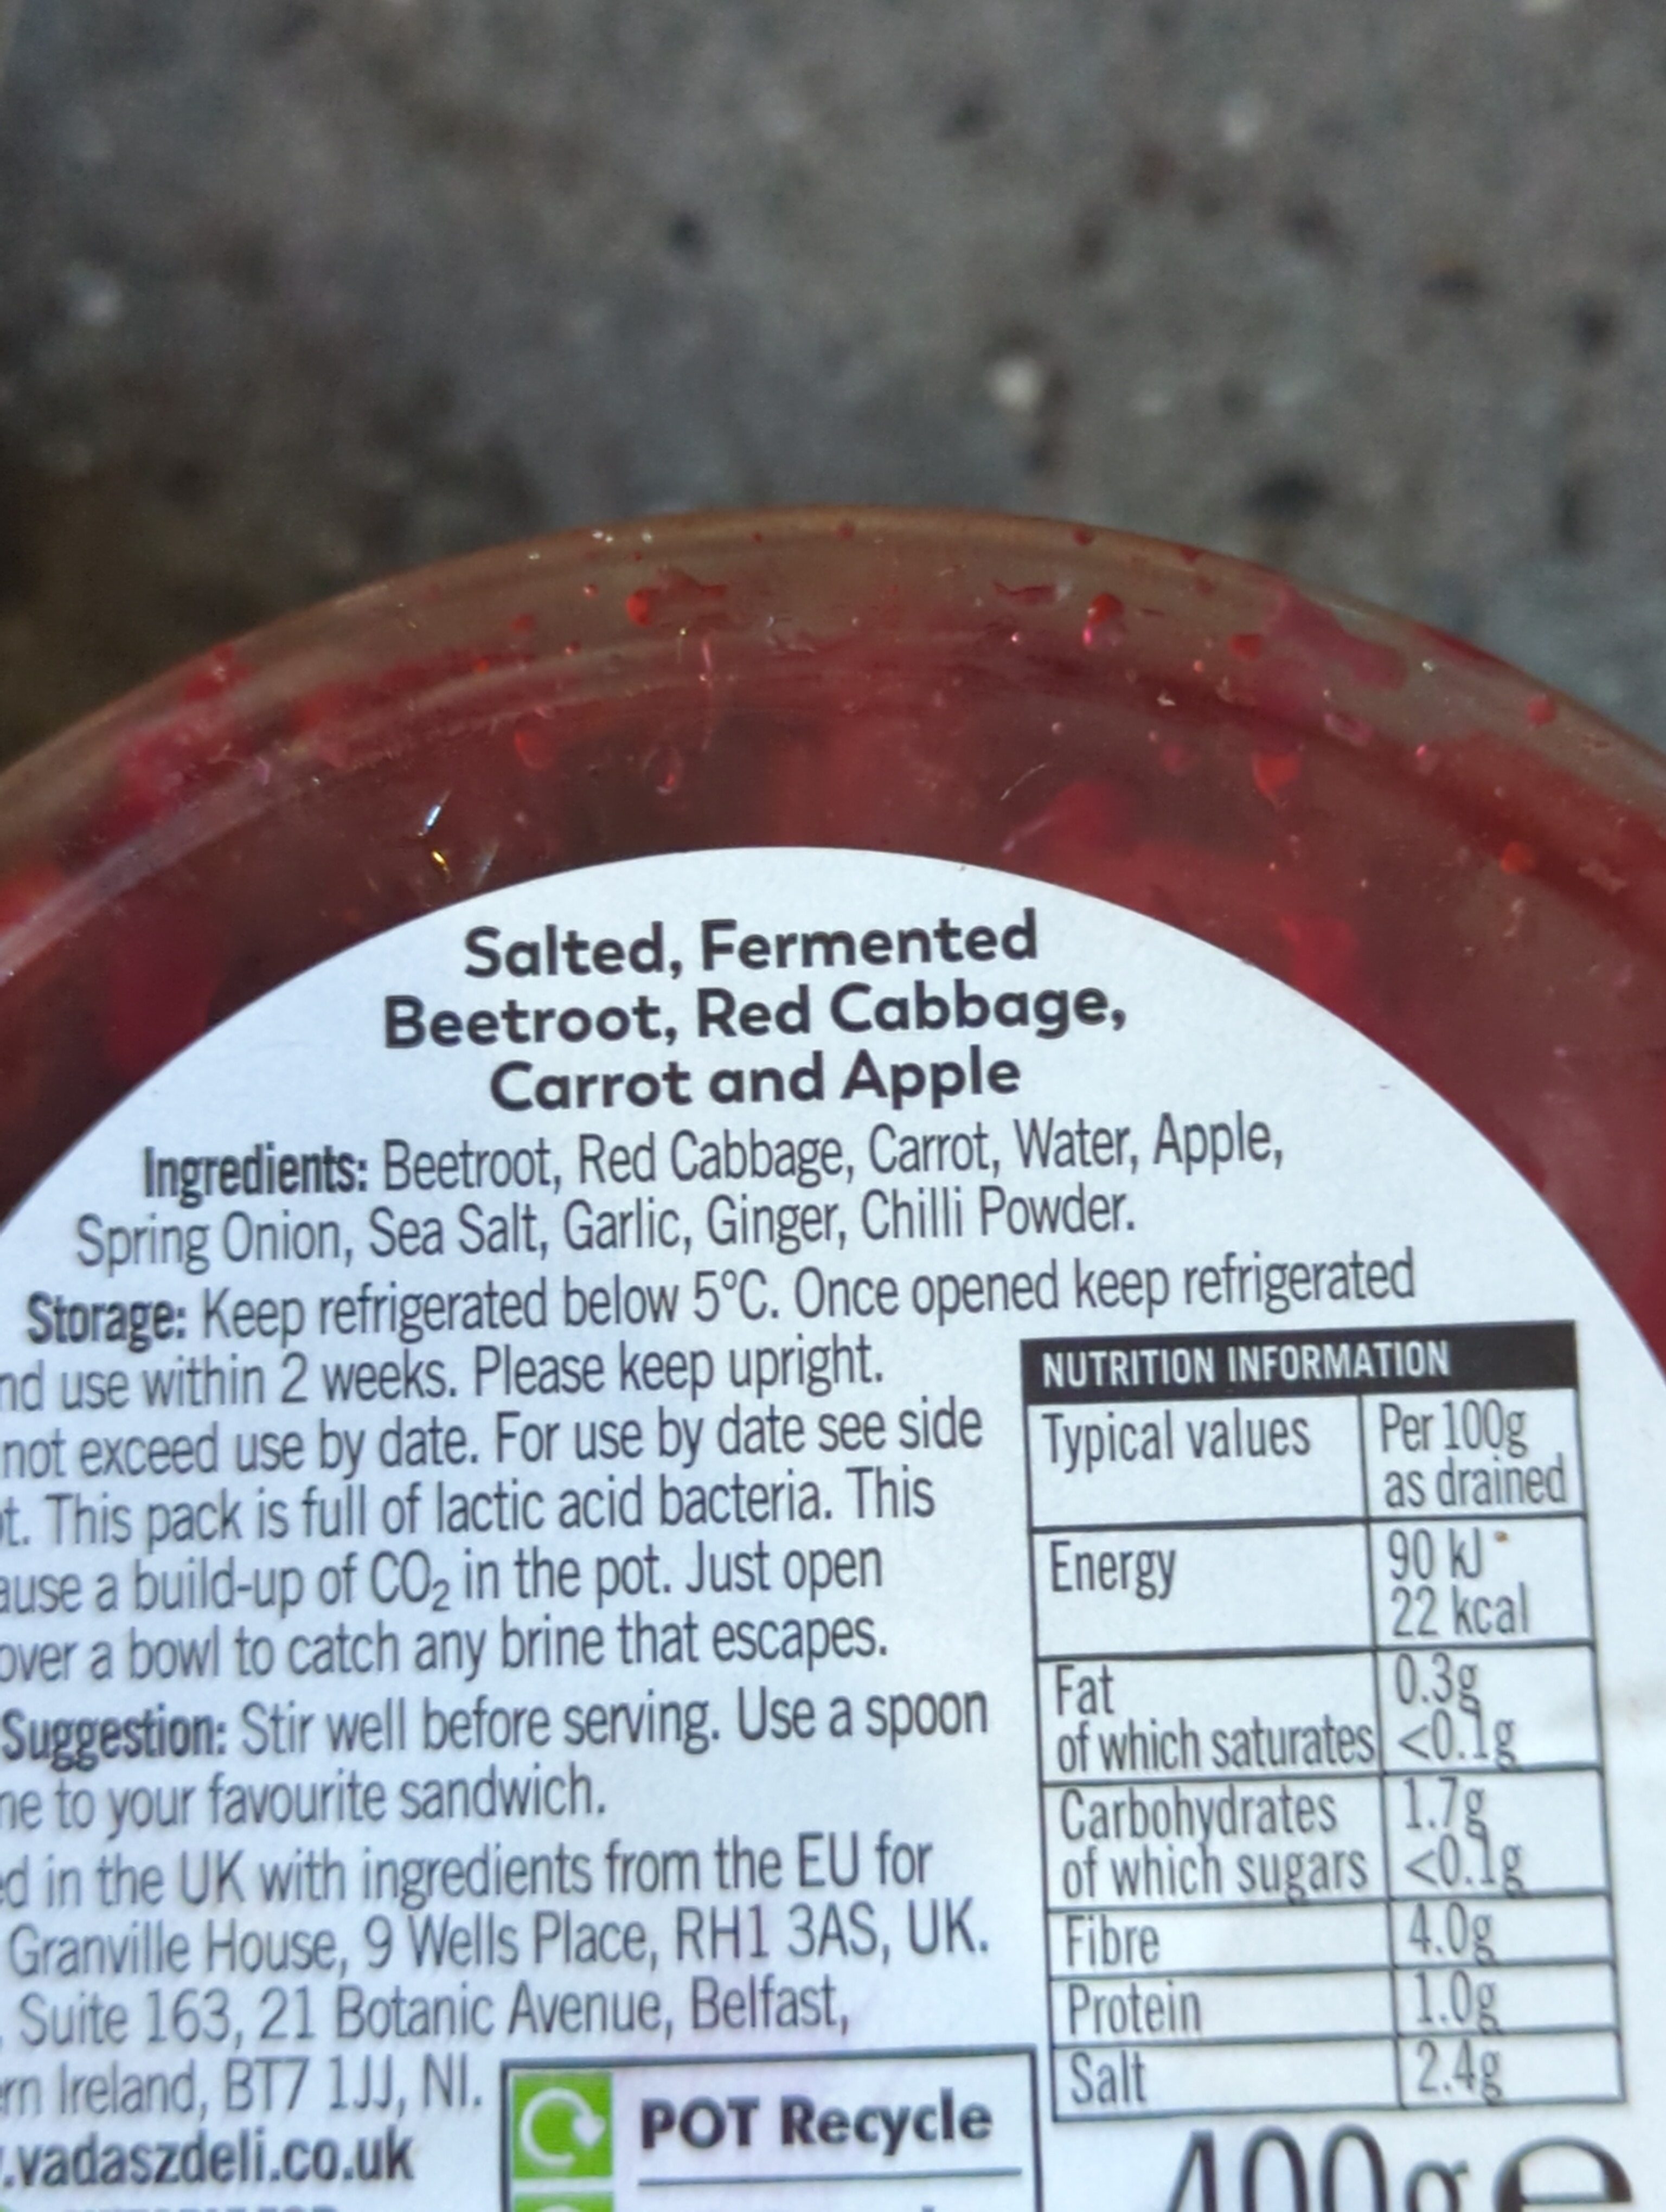 Salted, Fermented
Beetroot, Red Cabbage,
Carrot and Apple
Ingredients: Beetroot, Red Cabbage, Carrot, Water, Apple,
Spring Onion, Sea Salt, Garlic, Ginger, Chilli Powder.
Storage: Keep refrigerated below 5°C. Once opened keep refrigerated
nd use within 2 weeks. Please keep upright.
not exceed use by date. For use by date see side
t. This pack is full of lactic acid bacteria. This
ause a build-up of CO₂ in the pot. Just open
over a bowl to catch any brine that escapes.
Suggestion: Stir well before serving. Use a spoon
ne to your favourite sandwich.
ed in the UK with ingredients from the EU for
Granville House, 9 Wells Place, RH1 3AS, UK.
Suite 163, 21 Botanic Avenue, Belfast,
ern Ireland, BT7 1JJ, NI.
.vadaszdeli.co.uk
NUTRITION INFORMATION
Typical values Per 100g
as drained
Energy 90 kJ
22 kcal
Fat 0.3g
of which saturates <0.1g
Carbohydrates 1.7g
of which sugars <0.1g
Fibre 4.0g
Protein 1.0g
Salt 2.4g
POT Recycle
400g e